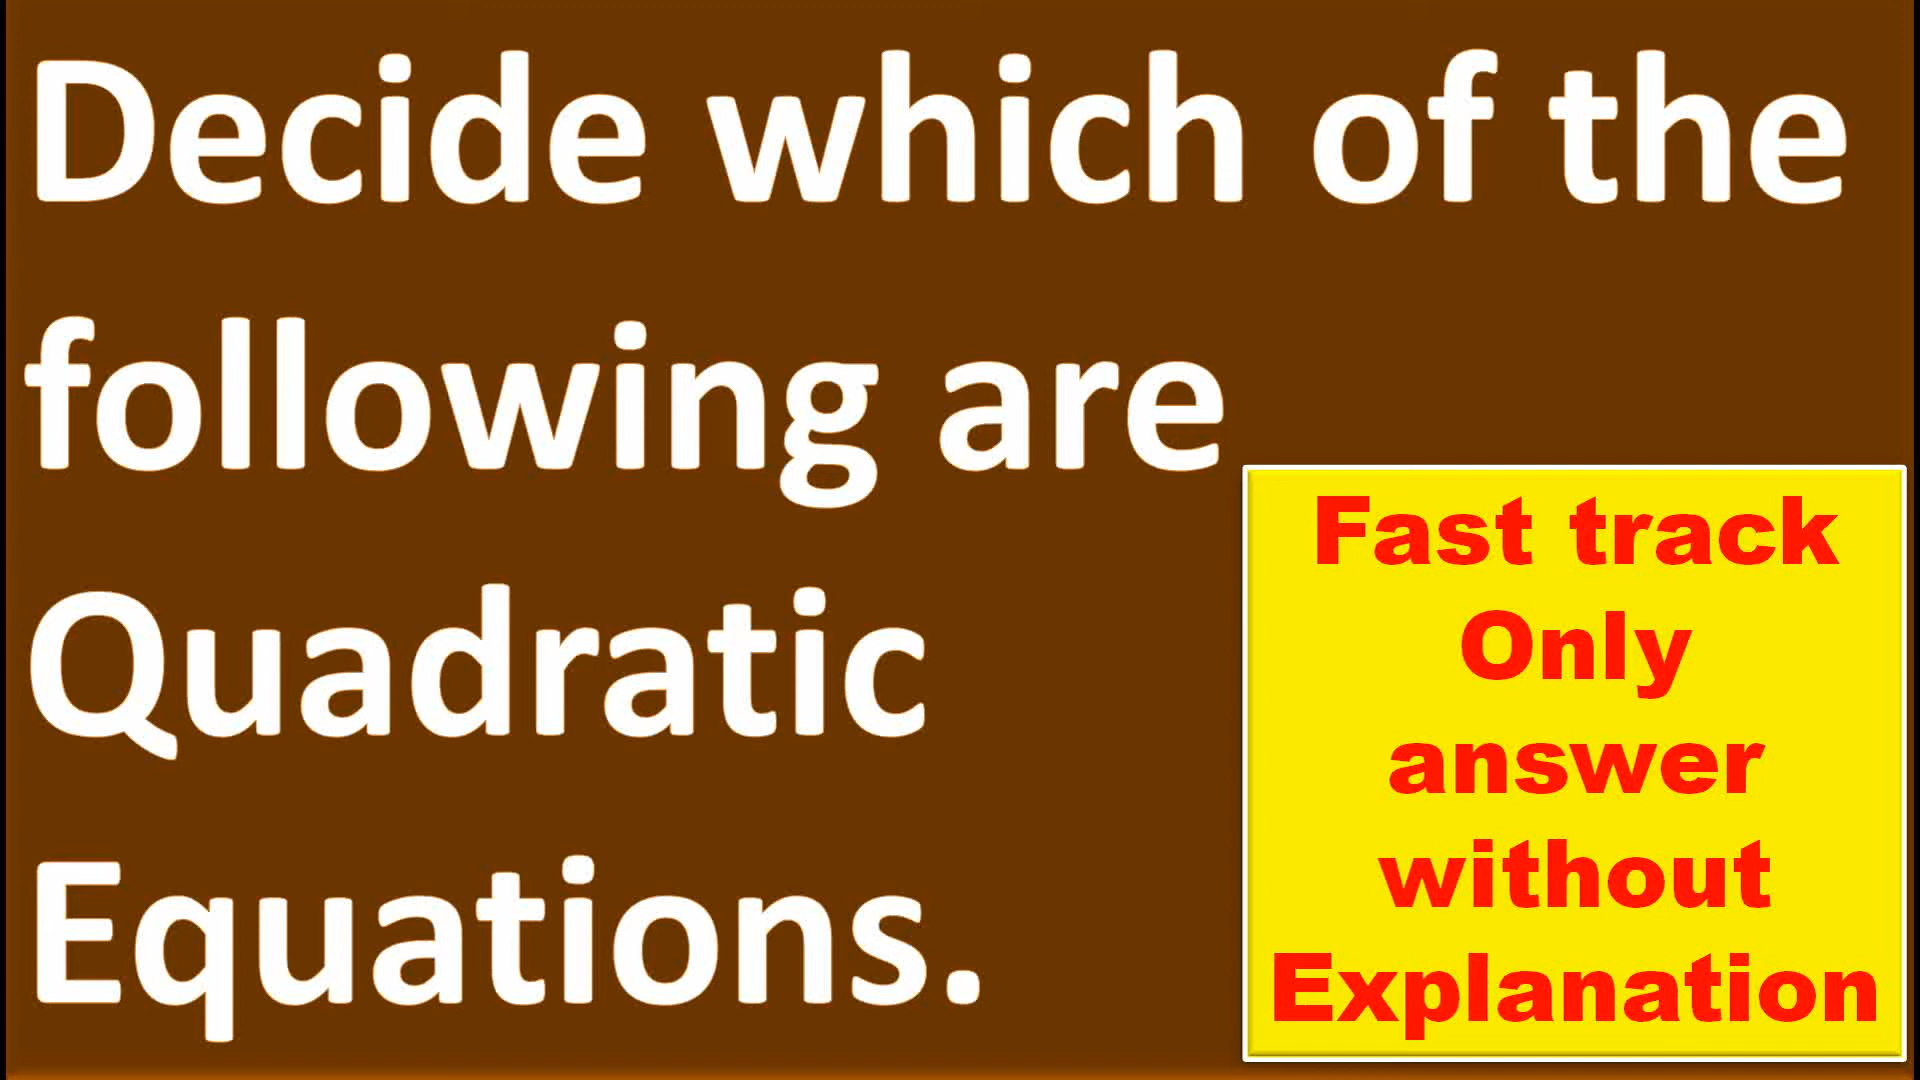 Decide which of the
following are
Quadratic
Equations.
Fast track
Only
answer
without
Explanation